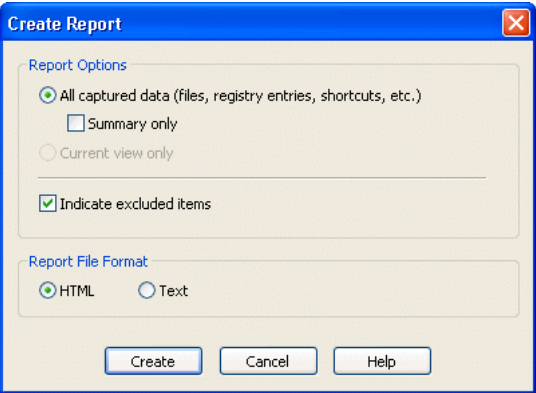 Create Report
Report Options
All captured data (files, registry entries, shortcuts, etc.)
Summary only
Current view only
Indicate excluded items
Report File Format
HTML Text
Create Cancel Help